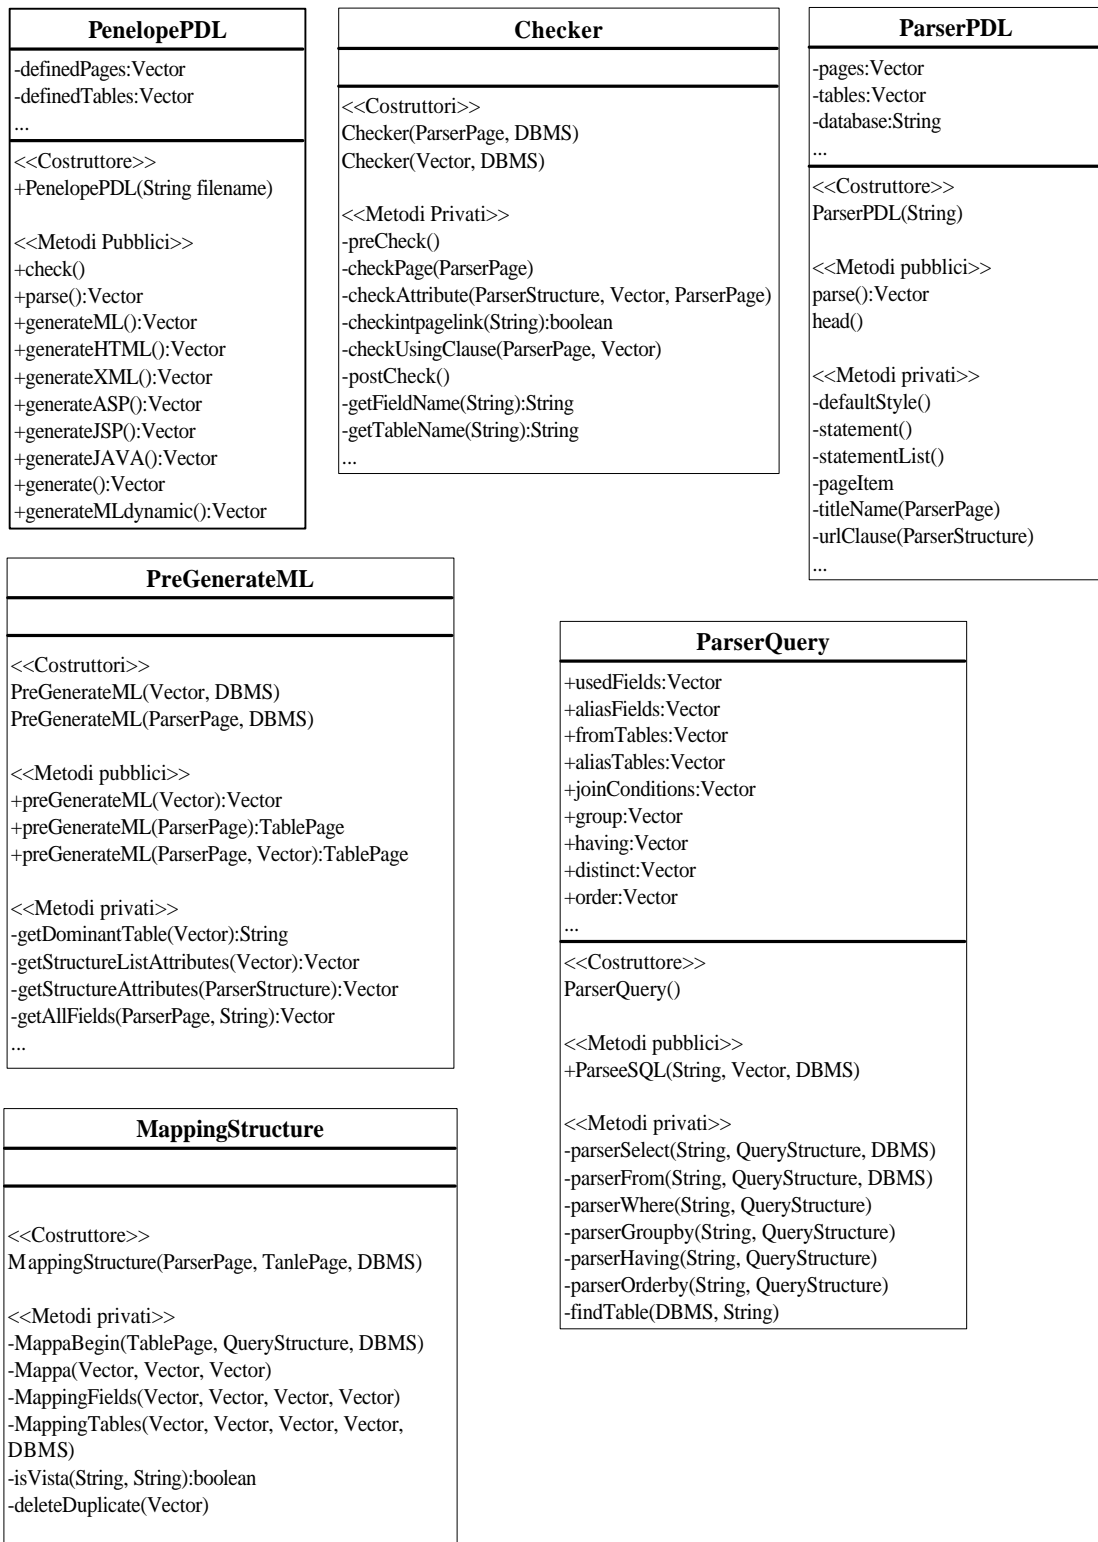 PenelopePDL
-definedPages:Vector
-definedTables:Vector
...
<<Costruttore>>
+PenelopePDL(String filename)
<<Metodi Pubblici>>
+check()
+parse():Vector
+generateML():Vector
+generateHTML():Vector
+generateXML():Vector
+generateASP():Vector
+generateJSP():Vector
+generateJAVA():Vector
+generate():Vector
+generateMLdynamic():Vector
Checker
<<Costruttori>>
Checker(ParserPage, DBMS)
Checker(Vector, DBMS)
<<Metodi Privati>>
-preCheck()
-checkPage(ParserPage)
-checkAttribute(ParserStructure, Vector, ParserPage)
-checkintpagelink(String):boolean
-checkUsingClause(ParserPage, Vector)
-postCheck()
-getFieldName(String):String
-getTableName(String):String
...
ParserPDL
-pages:Vector
-tables:Vector
-database:String
...
<<Costruttore>>
ParserPDL(String)
<<Metodi pubblici>>
parse():Vector
head()
<<Metodi privati>>
-defaultStyle()
-statement()
-statementList()
-pageItem
-titleName(ParserPage)
-urlClause(ParserStructure)
...
PreGenerateML
<<Costruttori>>
PreGenerateML(Vector, DBMS)
PreGenerateML(ParserPage, DBMS)
<<Metodi pubblici>>
+preGenerateML(Vector):Vector
+preGenerateML(ParserPage):TablePage
+preGenerateML(ParserPage, Vector):TablePage
<<Metodi privati>>
-getDominantTable(Vector):String
-getStructureListAttributes(Vector):Vector
-getStructureAttributes(ParserStructure):Vector
-getAllFields(ParserPage, String):Vector
...
ParserQuery
+usedFields:Vector
+aliasFields:Vector
+fromTables:Vector
+aliasTables:Vector
+joinConditions:Vector
+group:Vector
+having:Vector
+distinct:Vector
+order:Vector
...
<<Costruttore>>
ParserQuery()
<<Metodi pubblici>>
+ParseeSQL(String, Vector, DBMS)
<<Metodi privati>>
-parserSelect(String, QueryStructure, DBMS)
-parserFrom(String, QueryStructure, DBMS)
-parserWhere(String, QueryStructure)
-parserGroupby(String, QueryStructure)
-parserHaving(String, QueryStructure)
-parserOrderby(String, QueryStructure)
-findTable(DBMS, String)
MappingStructure
<<Costruttore>>
MappingStructure(ParserPage, TanlePage, DBMS)
<<Metodi privati>>
-MappaBegin(TablePage, QueryStructure, DBMS)
-Mappa(Vector, Vector, Vector)
-MappingFields(Vector, Vector, Vector, Vector)
-MappingTables(Vector, Vector, Vector, Vector,
DBMS)
-isVista(String, String):boolean
-deleteDuplicate(Vector)